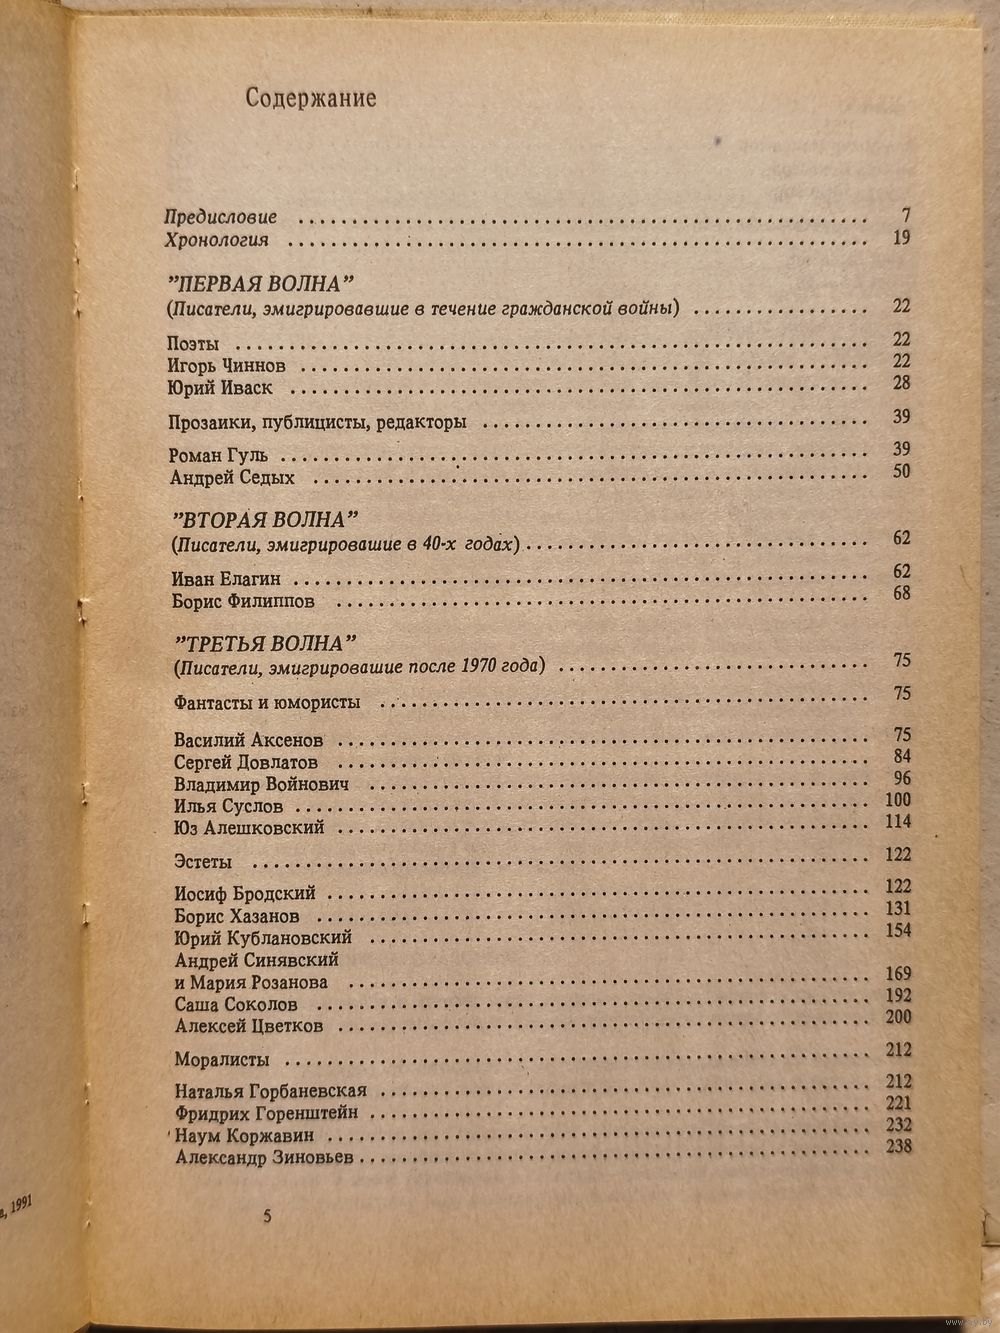 Содержание
Предисловие ........ 7
Хронология ........ 19
”ПЕРВАЯ ВОЛНА”
(Писатели, эмигрировавшие в течение гражданской войны) ........ 22
Поэты ........ 22
Игорь Чиннов ........ 22
Юрий Иваск ........ 28
Прозаики, публицисты, редакторы ........ 39
Роман Гуль ........ 39
Андрей Седых ........ 50
”ВТОРАЯ ВОЛНА”
(Писатели, эмигрировашие в 40-х годах) ........ 62
Иван Елагин ........ 62
Борис Филиппов ........ 68
”ТРЕТЬЯ ВОЛНА”
(Писатели, эмигрировашие после 1970 года) ........ 75
Фантасты и юмористы ........ 75
Василий Аксенов ........ 75
Сергей Довлатов ........ 84
Владимир Войнович ........ 96
Илья Суслов ........ 100
Юз Алешковский ........ 114
Эстеты ........ 122
Иосиф Бродский ........ 122
Борис Хазанов ........ 131
Юрий Кублановский ........ 154
Андрей Синявский
и Мария Розанова ........ 169
Саша Соколов ........ 192
Алексей Цветков ........ 200
Моралисты ........ 212
Наталья Горбаневская ........ 212
Фридрих Горенштейн ........ 221
Наум Коржавин ........ 232
Александр Зиновьев ........ 238
5
, 1991